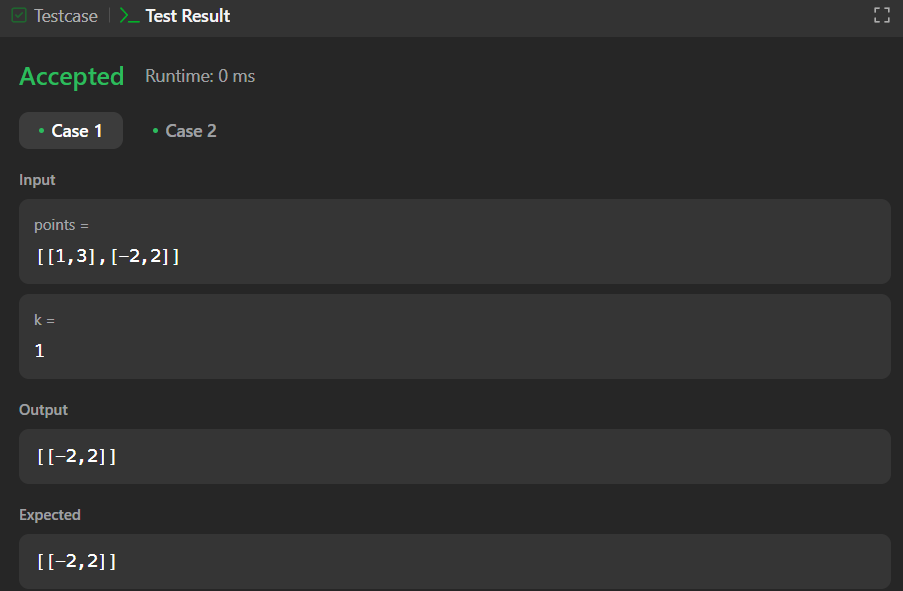 Testcase Test Result
Accepted Runtime: 0 ms
Case 1 Case 2
Input
points =
[[1,3],[-2,2]]
k =
1
Output
[[-2,2]]
Expected
[[-2,2]]